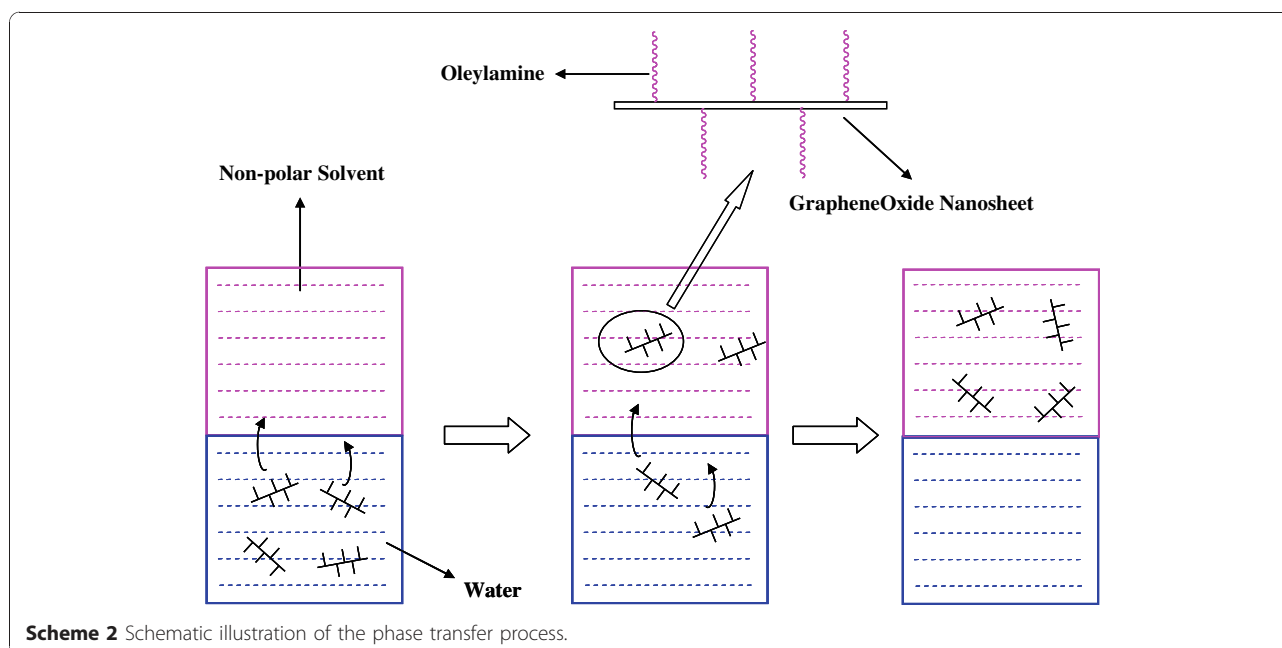 Oleylamine
Non-polar Solvent
GrapheneOxide Nanosheet
Water
Scheme 2 Schematic illustration of the phase transfer process.